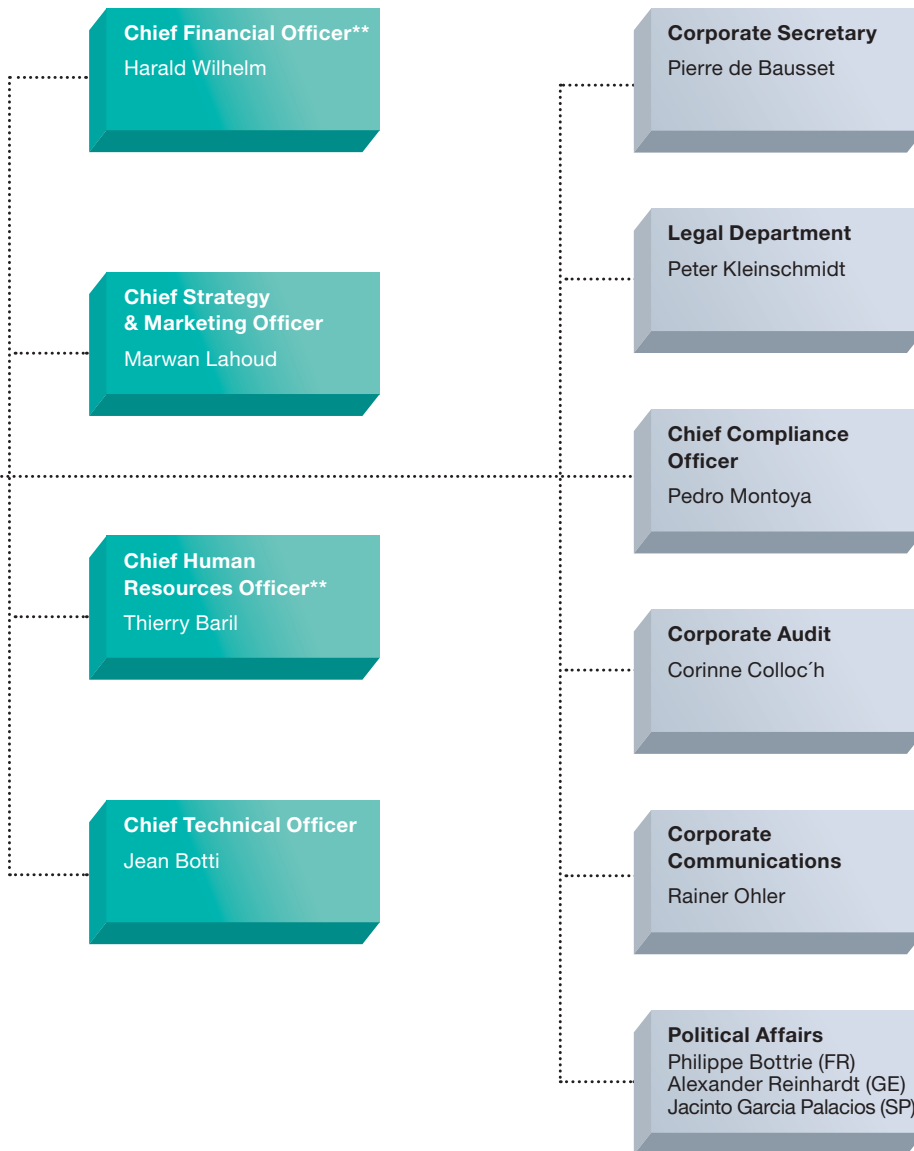 Chief Financial Officer**
Harald Wilhelm
Chief Strategy
& Marketing Officer
Marwan Lahoud
Chief Human
Resources Officer**
Thierry Baril
Chief Technical Officer
Jean Botti
Corporate Secretary
Pierre de Bausset
Legal Department
Peter Kleinschmidt
Chief Compliance
Officer
Pedro Montoya
Corporate Audit
Corinne Colloc´h
Corporate
Communications
Rainer Ohler
Political Affairs
Philippe Bottrie (FR)
Alexander Reinhardt (GE)
Jacinto Garcia Palacios (SP)